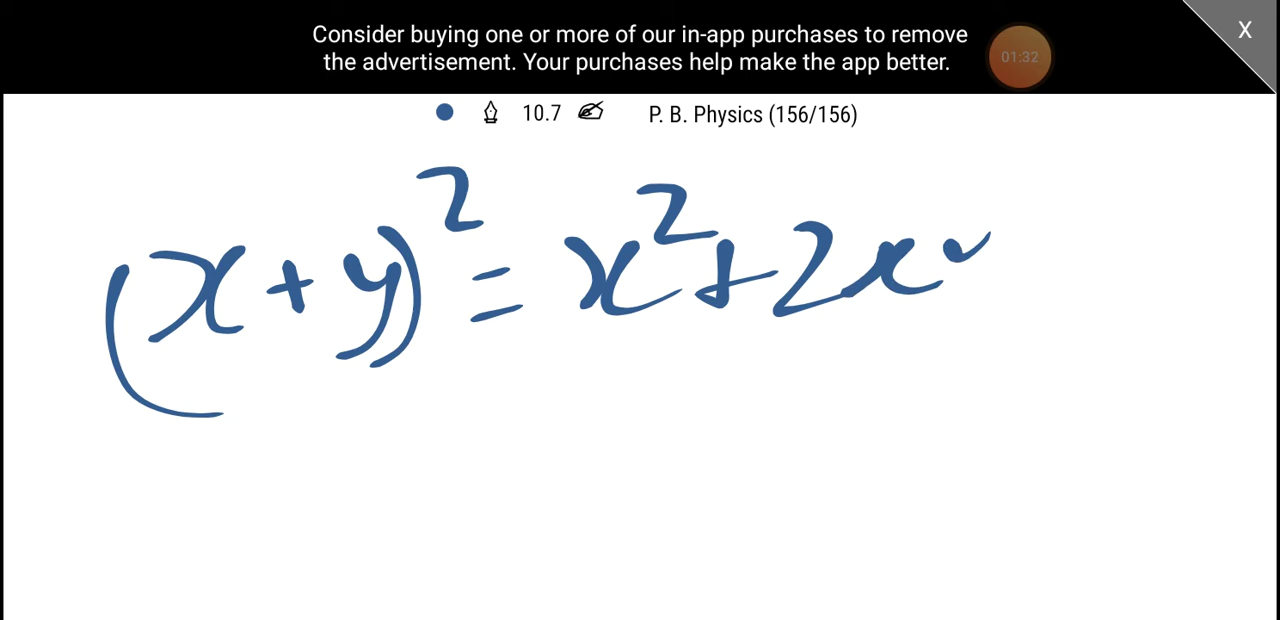 Consider buying one or more of our in-app purchases to remove
the advertisement. Your purchases help make the app better.
01:32
X
10.7 P. B. Physics (156/156)
(x+y)² = x²+2x